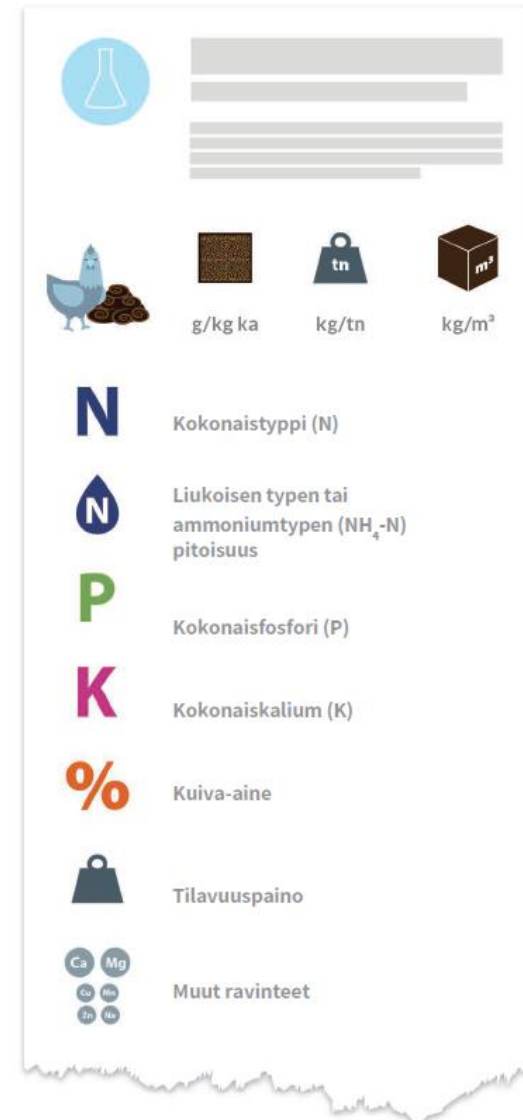 tn
m³
g/kg ka
kg/tn
kg/m³
N
Kokonaistyppi (N)
N
Liukoisen typen tai
ammoniumtypen (NH₄-N)
pitoisuus
P
Kokonaisfosfori (P)
K
Kokonaiskalium (K)
%
Kuiva-aine
Tilavuuspaino
Ca Mg
Cu Mn
Zn Na
Muut ravinteet